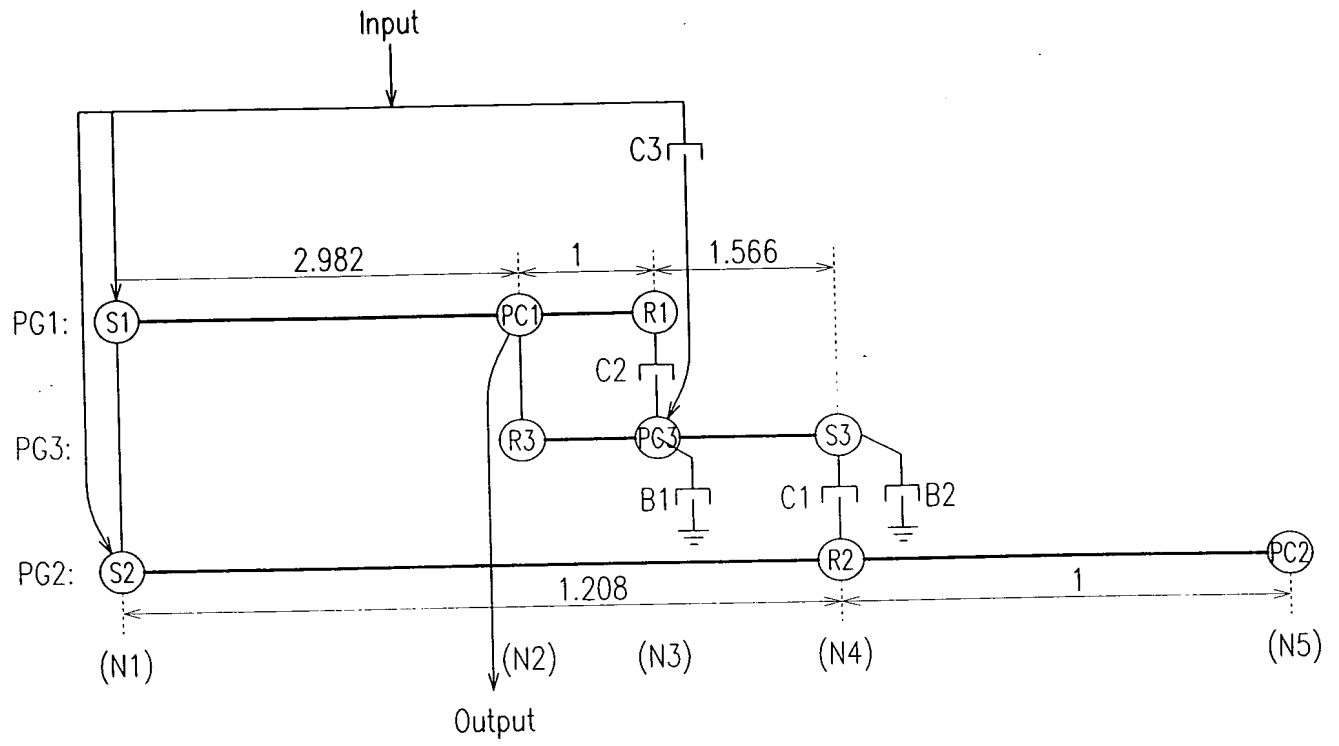 Input
C3
2.982 1 1.566
PG1: S1 PC1 R1
C2
PG3: R3 PG3 S3
B1 C1 B2
PG2: S2 R2 PC2
1.208 1
(N1) (N2) (N3) (N4) (N5)
Output